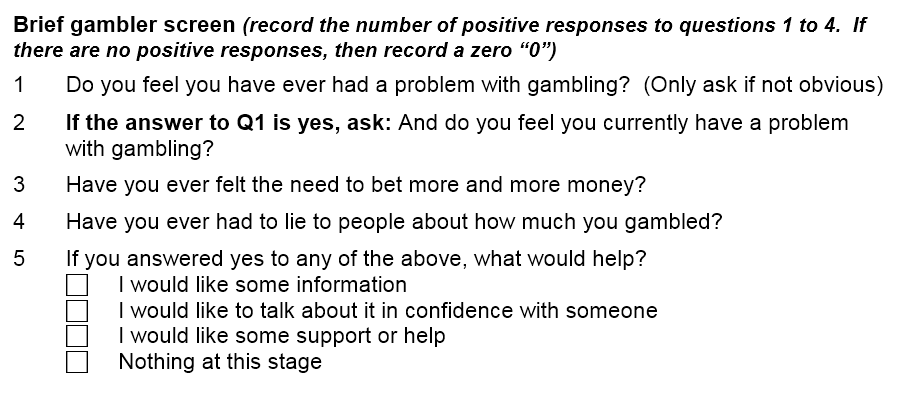 Brief gambler screen (record the number of positive responses to questions 1 to 4. If
there are no positive responses, then record a zero “0”)
1 Do you feel you have ever had a problem with gambling? (Only ask if not obvious)
2 If the answer to Q1 is yes, ask: And do you feel you currently have a problem
with gambling?
3 Have you ever felt the need to bet more and more money?
4 Have you ever had to lie to people about how much you gambled?
5 If you answered yes to any of the above, what would help?
I would like some information
I would like to talk about it in confidence with someone
I would like some support or help
Nothing at this stage